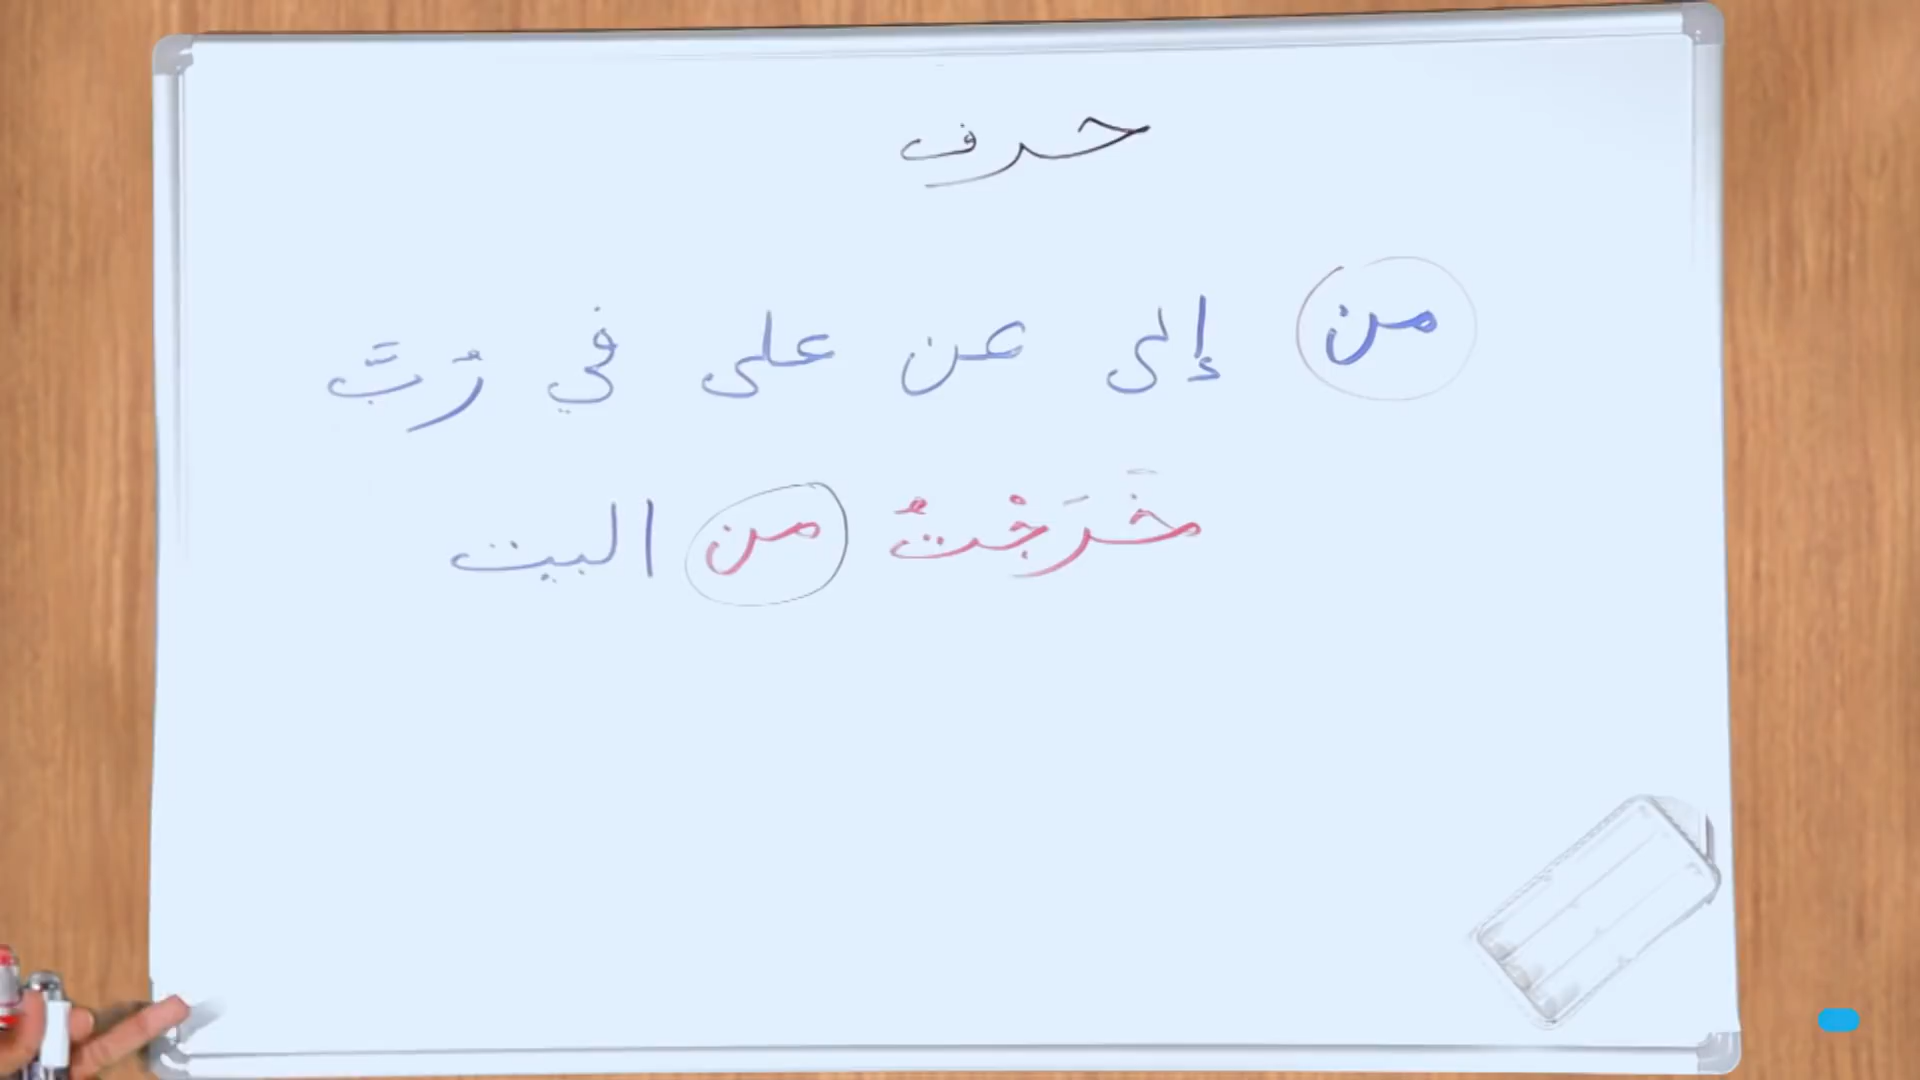 حرف
من إلى عن على في رُبَّ
خَرَجْتُ من البيت